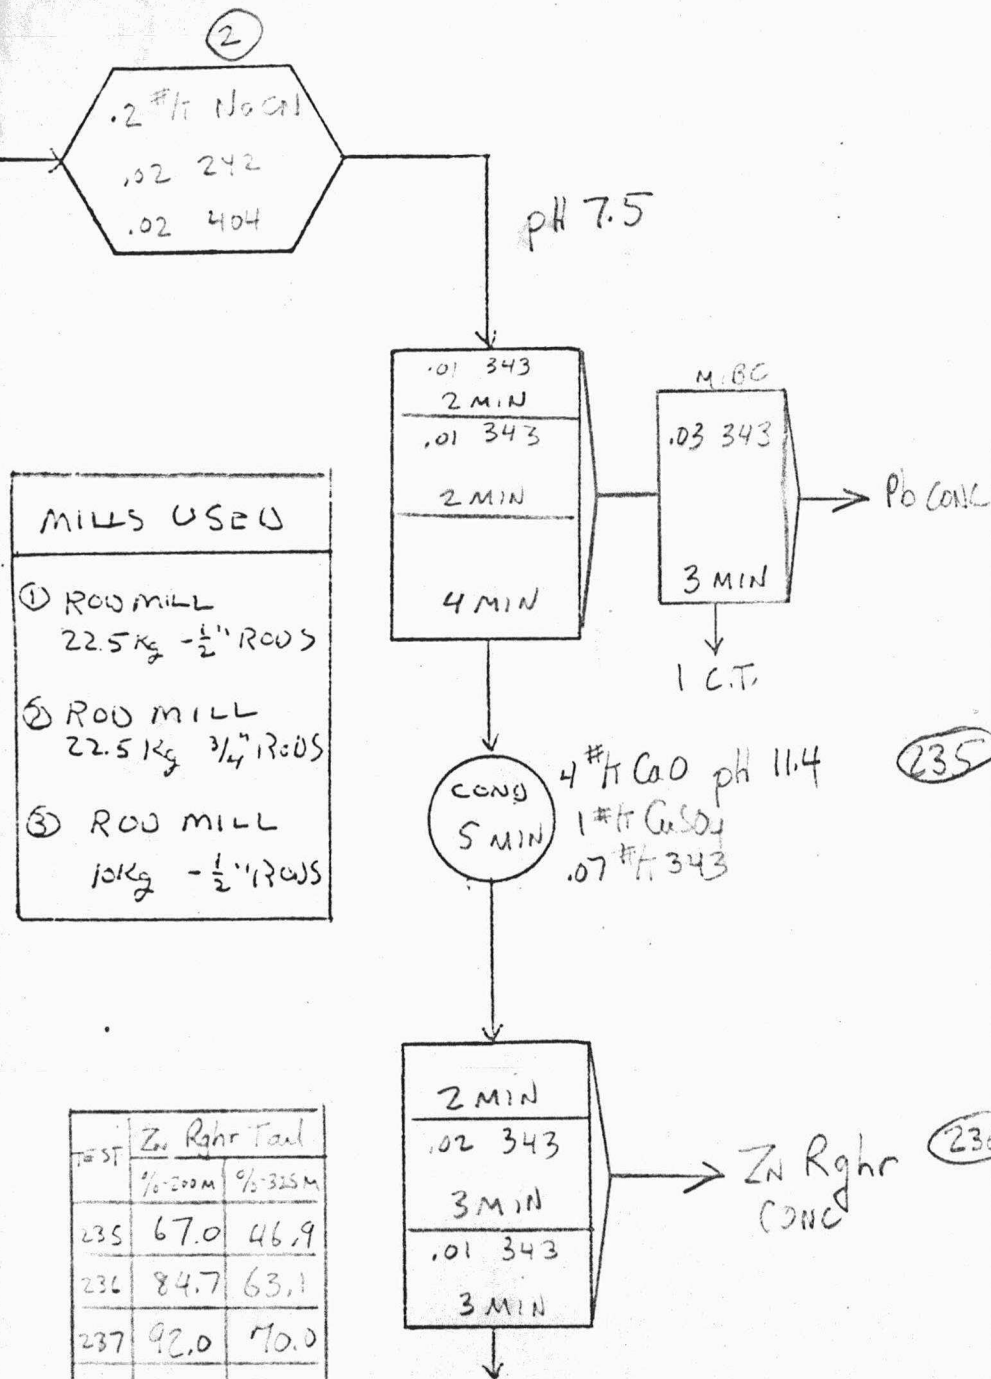 2
.2 #/T NaCN
.02 242
.02 404
pH 7.5
.01 343
2 MIN
.01 343
2 MIN
4 MIN
MIBC
.03 343
3 MIN
Pb CONC
1 C.T.
MILLS USED
① ROD MILL
22.5 Kg - 1/2" RODS
② ROD MILL
22.5 Kg 3/4" RODS
③ ROD MILL
10Kg - 1/2" RODS
COND
5 MIN
4 #/T CaO pH 11.4
1 #/T CuSO4
.07 #/T 343
235
2 MIN
.02 343
3 MIN
.01 343
3 MIN
ZN Rghr
CONC
236
TEST ZN Rghr Tail
%-200M %-325M
235 67.0 46.9
236 84.7 63.1
237 92.0 70.0